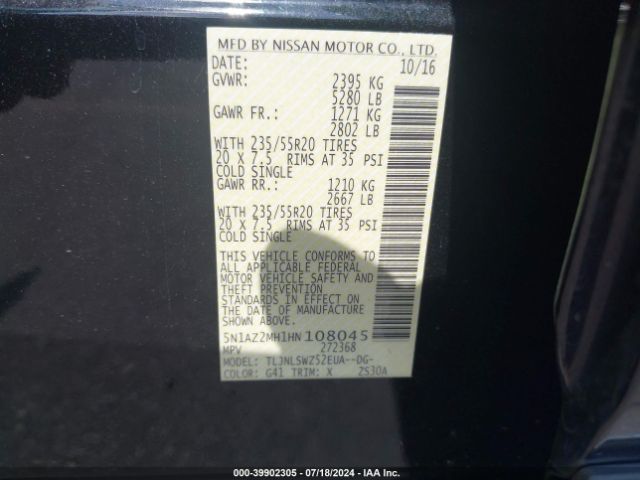 MFD BY NISSAN MOTOR CO., LTD.
DATE: 10/16
GVWR: 2395 KG
5280 LB
GAWR FR.: 1271 KG
2802 LB
WITH 235/55R20 TIRES
20 X 7.5 RIMS AT 35 PSI
COLD SINGLE
GAWR RR.: 1210 KG
2667 LB
WITH 235/55R20 TIRES
20 X 7.5 RIMS AT 35 PSI
COLD SINGLE
THIS VEHICLE CONFORMS TO
ALL APPLICABLE FEDERAL
MOTOR VEHICLE SAFETY AND
THEFT PREVENTION
STANDARDS IN EFFECT ON
THE DATE OF MANUFACTURE
SHOWN ABOVE.
5N1AZ2MH1HN108045
MPV 272368
MODEL: TLJNLSWZ52EUA--DG-
COLOR: G41 TRIM: X ZS30A
000-39902305 - 07/18/2024 - IAA Inc.